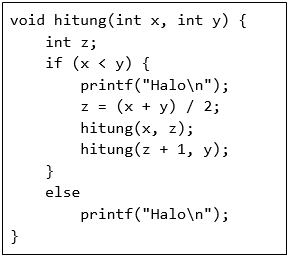 void hitung(int x, int y) {
    int z;
    if (x < y) {
        printf("Halo\n");
        z = (x + y) / 2;
        hitung(x, z);
        hitung(z + 1, y);
    }
    else
        printf("Halo\n");
}